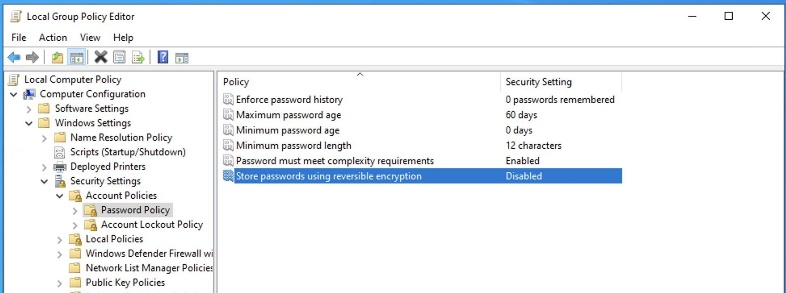 Local Group Policy Editor
File Action View Help
Local Computer Policy
Computer Configuration
Software Settings
Windows Settings
Name Resolution Policy
Scripts (Startup/Shutdown)
Deployed Printers
Security Settings
Account Policies
Password Policy
Account Lockout Policy
Local Policies
Windows Defender Firewall wi
Network List Manager Policies
Public Key Policies
Policy Security Setting
Enforce password history 0 passwords remembered
Maximum password age 60 days
Minimum password age 0 days
Minimum password length 12 characters
Password must meet complexity requirements Enabled
Store passwords using reversible encryption Disabled